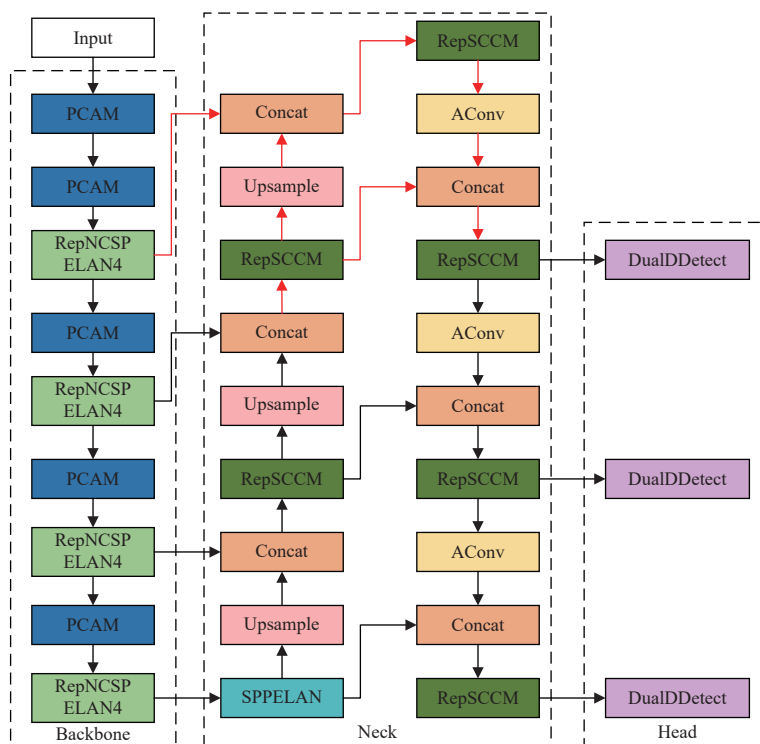 Input
PCAM
PCAM
RepNCSP
ELAN4
PCAM
RepNCSP
ELAN4
PCAM
RepNCSP
ELAN4
PCAM
RepNCSP
ELAN4
Backbone
Concat
Upsample
RepSCCM
Concat
Upsample
RepSCCM
Concat
Upsample
SPPELAN
RepSCCM
AConv
Concat
RepSCCM
AConv
Concat
RepSCCM
AConv
Concat
RepSCCM
Neck
DualDDetect
DualDDetect
DualDDetect
Head